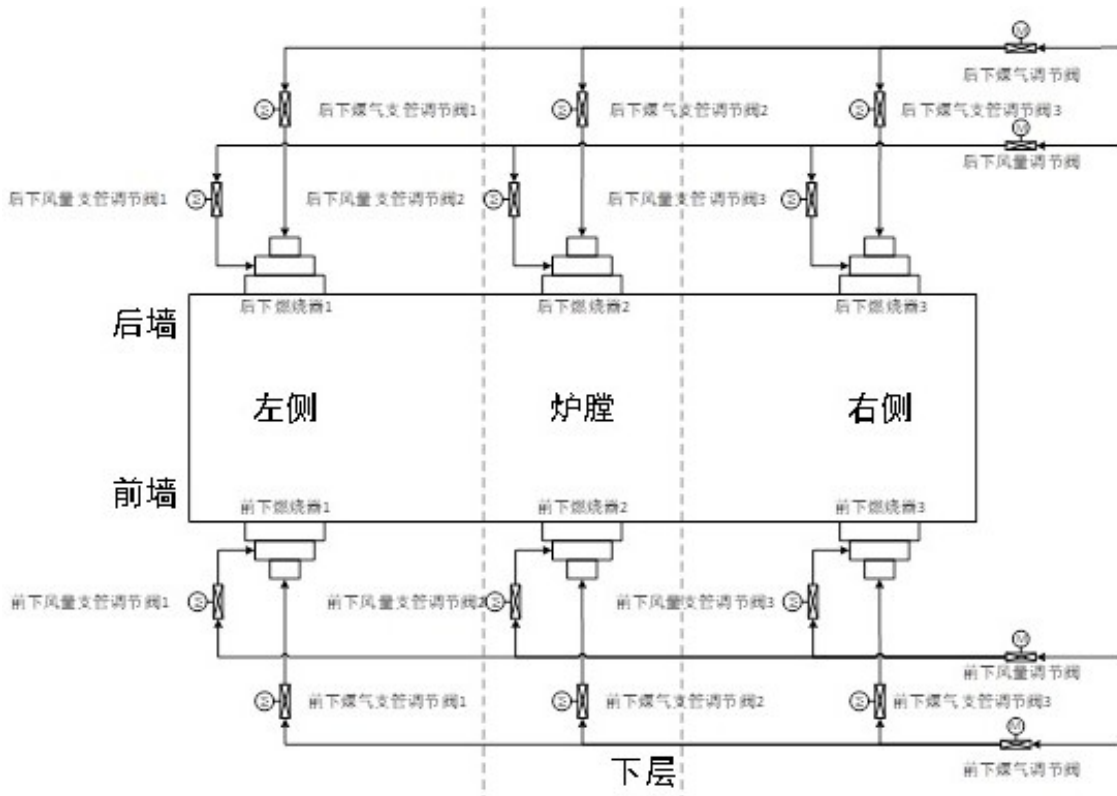 M
后下煤气调节阀
M
后下煤气支管调节阀1
M
后下煤气支管调节阀2
M
后下煤气支管调节阀3
M
后下风量调节阀
后下风量支管调节阀1
M
后下风量支管调节阀2
M
后下风量支管调节阀3
M
后下燃烧器1
后下燃烧器2
后下燃烧器3
后墙
左侧
炉膛
右侧
前墙
前下燃烧器1
前下燃烧器2
前下燃烧器3
前下风量支管调节阀1
M
前下风量支管调节阀2
M
前下风量支管调节阀3
M
M
前下风量调节阀
M
前下煤气支管调节阀1
M
前下煤气支管调节阀2
M
前下煤气支管调节阀3
M
前下煤气调节阀
下层